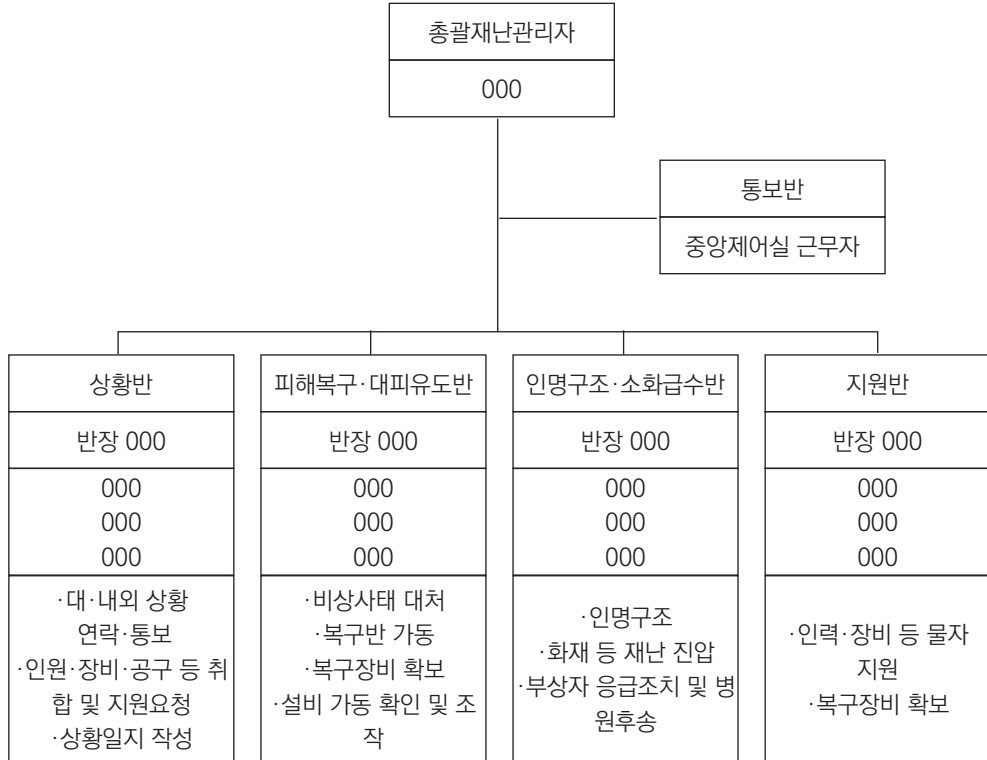 총괄재난관리자
000
통보반
중앙제어실 근무자
상황반
반장 000
000
000
000
·대·내외 상황
연락·통보
·인원·장비·공구 등 취
합 및 지원요청
·상황일지 작성
피해복구·대피유도반
반장 000
000
000
000
·비상사태 대처
·복구반 가동
·복구장비 확보
·설비 가동 확인 및 조
작
인명구조·소화급수반
반장 000
000
000
000
·인명구조
·화재 등 재난 진압
·부상자 응급조치 및 병
원후송
지원반
반장 000
000
000
000
·인력·장비 등 물자
지원
·복구장비 확보